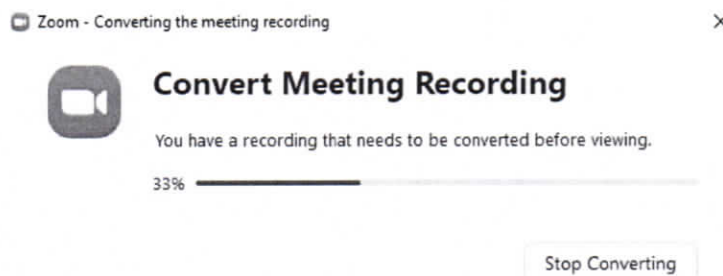 Zoom - Converting the meeting recording
Convert Meeting Recording
You have a recording that needs to be converted before viewing.
33%
Stop Converting